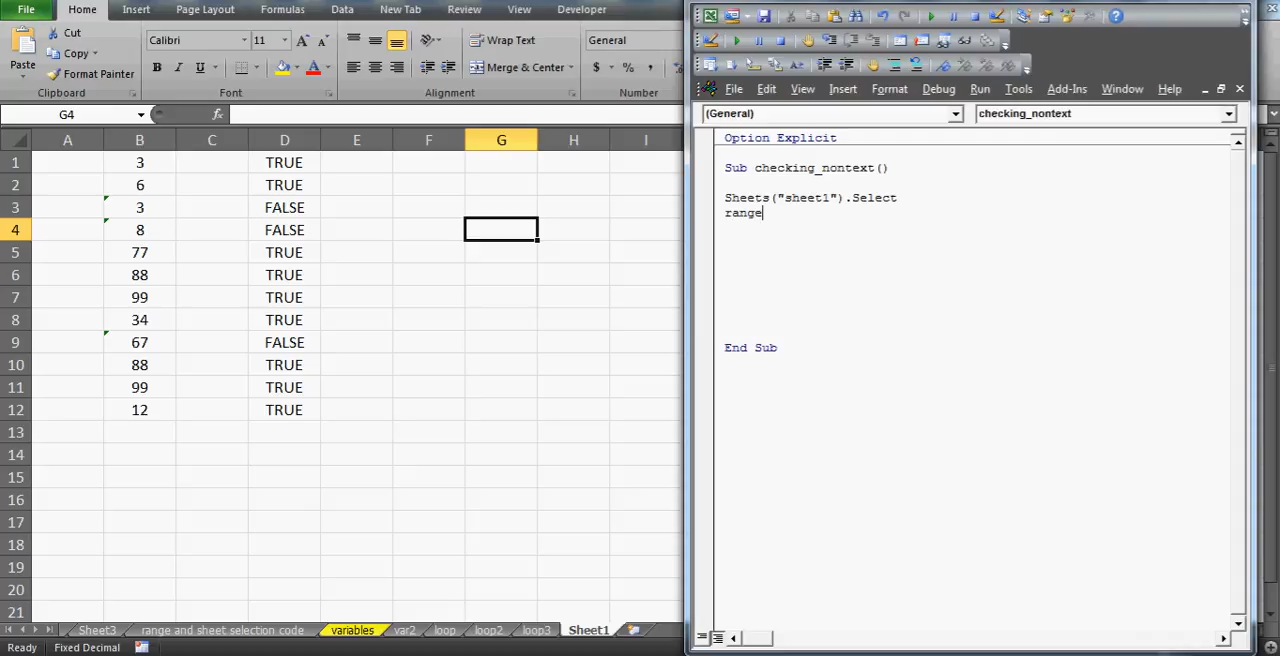 File Home Insert Page Layout Formulas Data New Tab Review View Developer
Cut
Copy
Format Painter
Paste
Clipboard
Calibri 11 A A
B I U A
Font
Wrap Text
Merge & Center
Alignment
General
$ % ,
Number
G4 fx
A B C D E F G H I
1 3 TRUE
2 6 TRUE
3 3 FALSE
4 8 FALSE
5 77 TRUE
6 88 TRUE
7 99 TRUE
8 34 TRUE
9 67 FALSE
10 88 TRUE
11 99 TRUE
12 12 TRUE
13
14
15
16
17
18
19
20
21
Sheet3 range and sheet selection code variables var2 loop loop2 loop3 Sheet1
Ready Fixed Decimal
File Edit View Insert Format Debug Run Tools Add-Ins Window Help
(General) checking_nontext
Option Explicit
Sub checking_nontext()
Sheets("sheet1").Select
range
End Sub